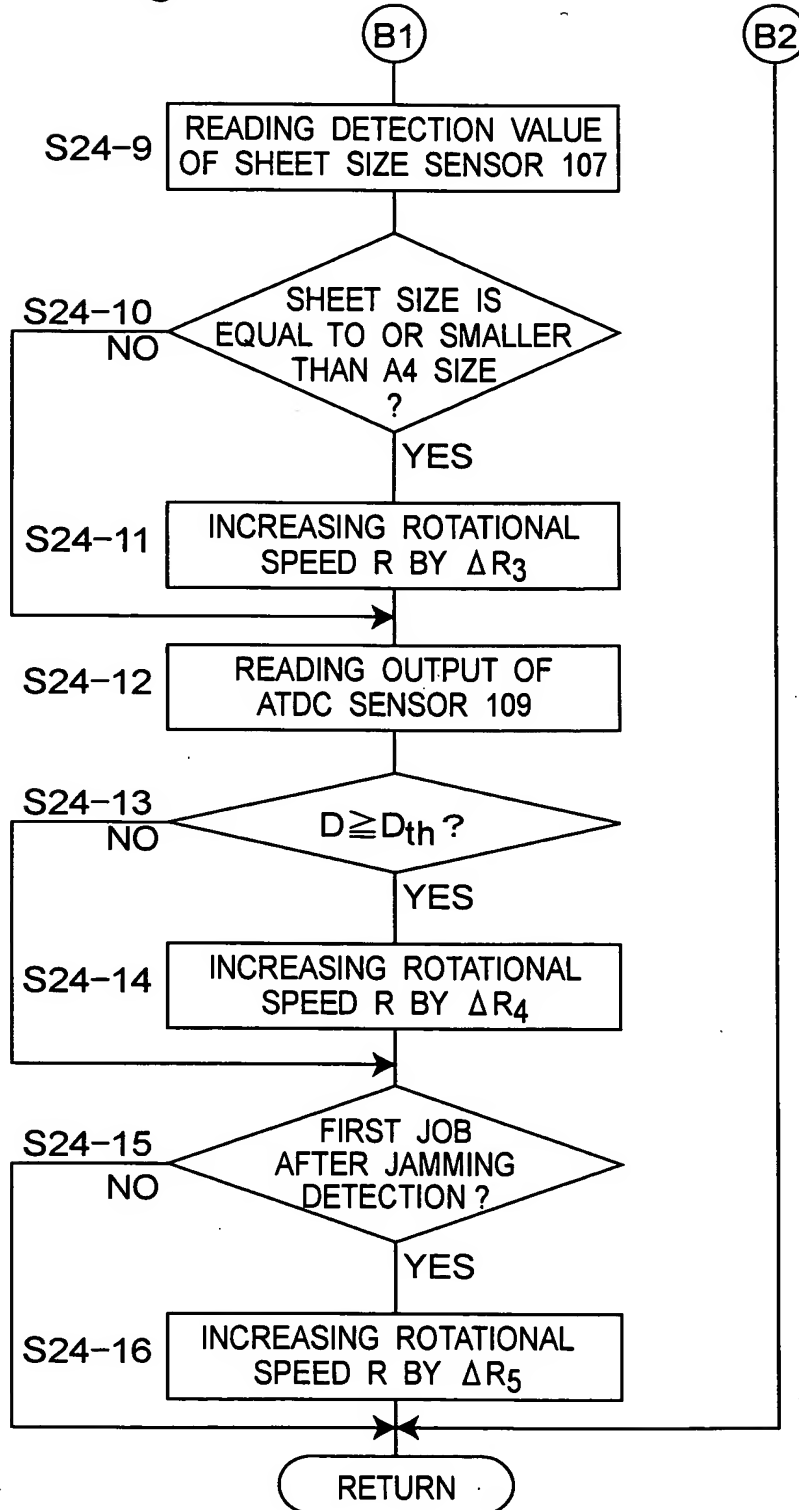 B1
B2
S24-9
READING DETECTION VALUE
OF SHEET SIZE SENSOR 107
S24-10
NO
SHEET SIZE IS
EQUAL TO OR SMALLER
THAN A4 SIZE
?
YES
S24-11
INCREASING ROTATIONAL
SPEED R BY ΔR3
S24-12
READING OUTPUT OF
ATDC SENSOR 109
S24-13
NO
D≧Dth?
YES
S24-14
INCREASING ROTATIONAL
SPEED R BY ΔR4
S24-15
NO
FIRST JOB
AFTER JAMMING
DETECTION?
YES
S24-16
INCREASING ROTATIONAL
SPEED R BY ΔR5
RETURN